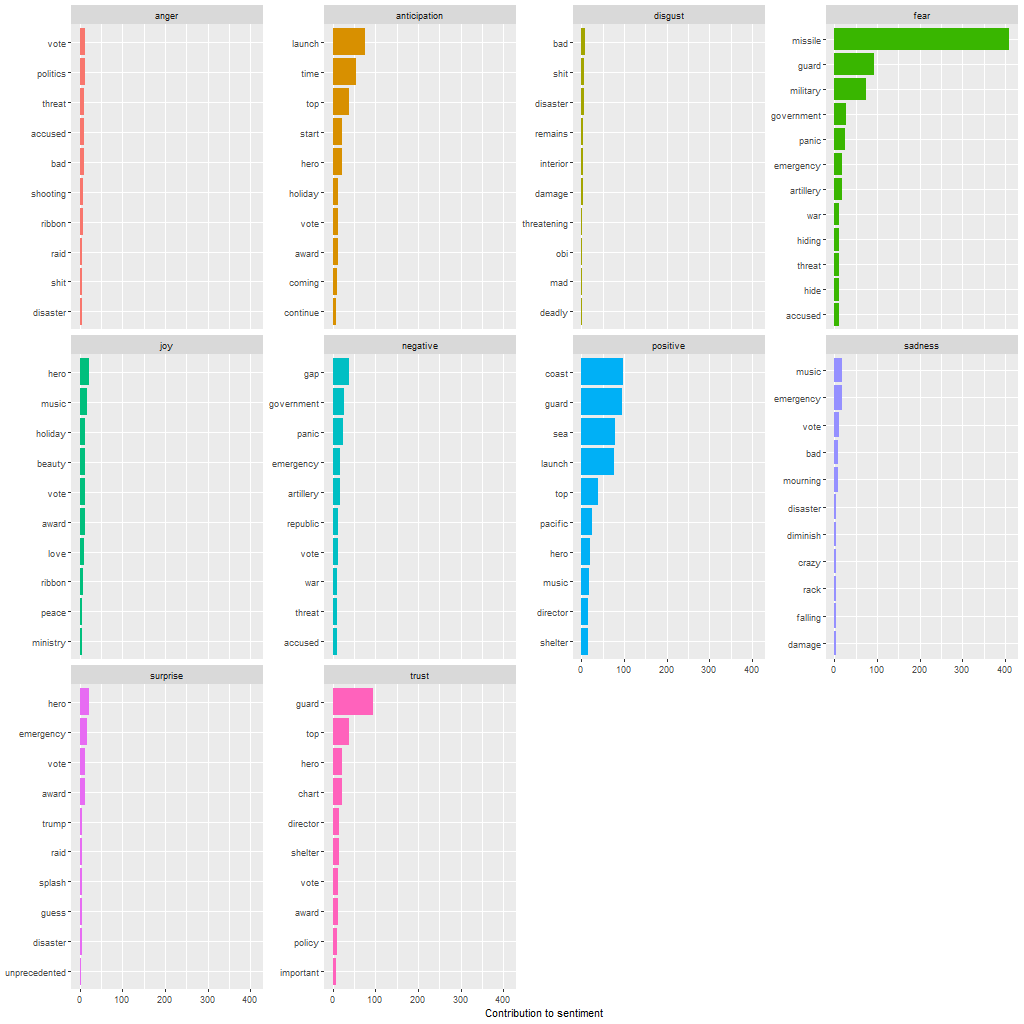 anger
vote
politics
threat
accused
bad
shooting
ribbon
raid
shit
disaster
anticipation
launch
time
top
start
hero
holiday
vote
award
coming
continue
disgust
bad
shit
disaster
remains
interior
damage
threatening
obi
mad
deadly
fear
missile
guard
military
government
panic
emergency
artillery
war
hiding
threat
hide
accused
joy
hero
music
holiday
beauty
vote
award
love
ribbon
peace
ministry
negative
gap
government
panic
emergency
artillery
republic
vote
war
threat
accused
positive
coast
guard
sea
launch
top
pacific
hero
music
director
shelter
0 100 200 300 400
sadness
music
emergency
vote
bad
mourning
disaster
diminish
crazy
rack
falling
damage
0 100 200 300 400
surprise
hero
emergency
vote
award
trump
raid
splash
guess
disaster
unprecedented
0 100 200 300 400
trust
guard
top
hero
chart
director
shelter
vote
award
policy
important
0 100 200 300 400
Contribution to sentiment